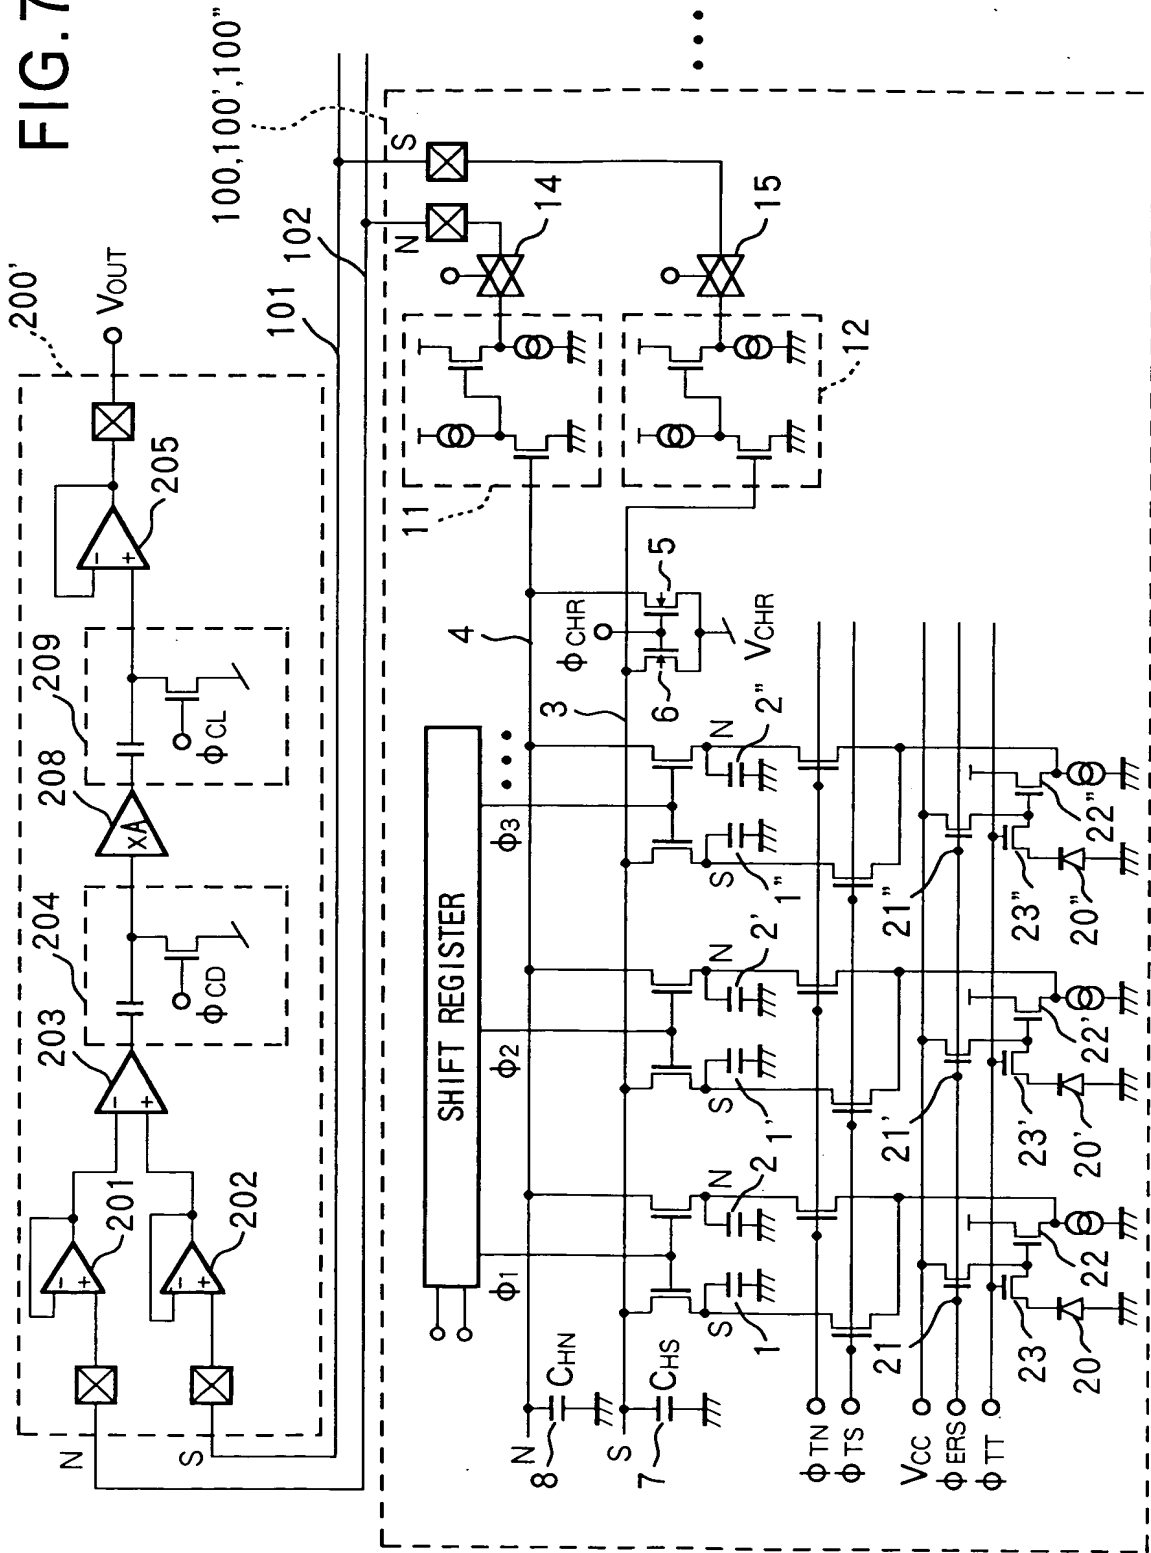 FIG. 7
200'
VOUT
205
209
208
xA
ΦCL
204
203
ΦCD
201
202
N
S
- +
- +
- +
- +
101
102
100,100',100"
N
S
14
15
11
12
SHIFT REGISTER
Φ1
Φ2
Φ3
4
3
ΦCHR
5
6
VCHR
N
CHN
8
S
CHS
7
S
1
N
2
S
1'
N
2'
S
1"
N
2"
ΦTN
ΦTS
VCC
ΦERS
ΦTT
21
22
23
20
21'
22'
23'
20'
21"
22"
23"
20"